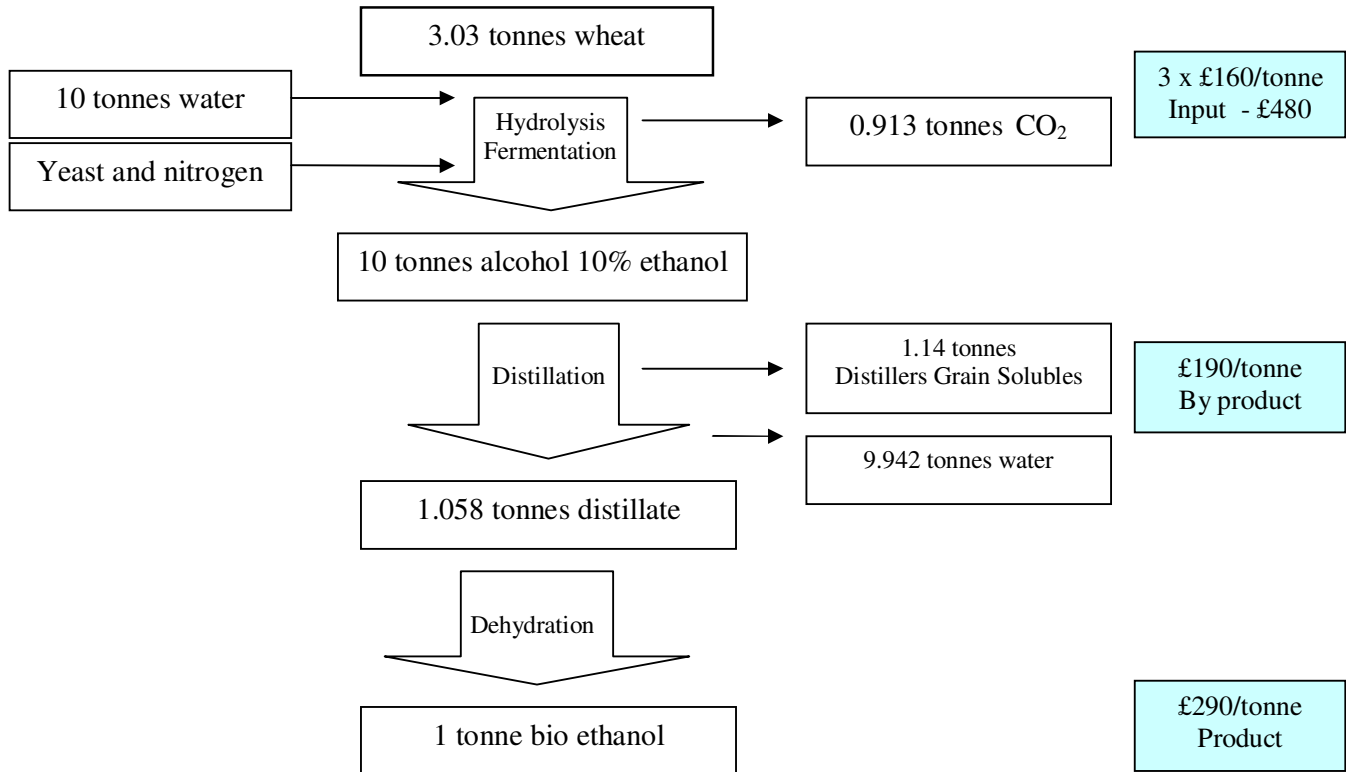 3.03 tonnes wheat
10 tonnes water
Yeast and nitrogen
Hydrolysis
Fermentation
0.913 tonnes CO₂
3 x £160/tonne
Input - £480
10 tonnes alcohol 10% ethanol
Distillation
1.14 tonnes
Distillers Grain Solubles
£190/tonne
By product
9.942 tonnes water
1.058 tonnes distillate
Dehydration
1 tonne bio ethanol
£290/tonne
Product